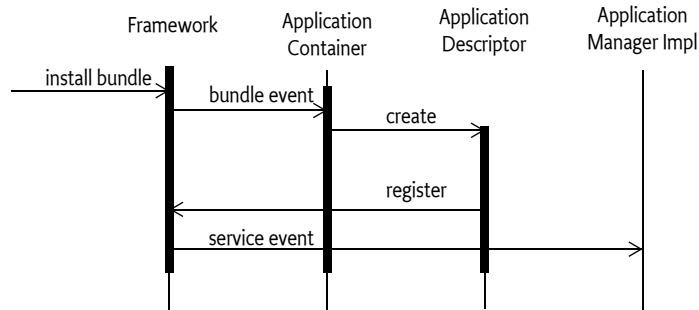 Framework
Application
Container
Application
Descriptor
Application
Manager Impl
install bundle
bundle event
create
register
service event